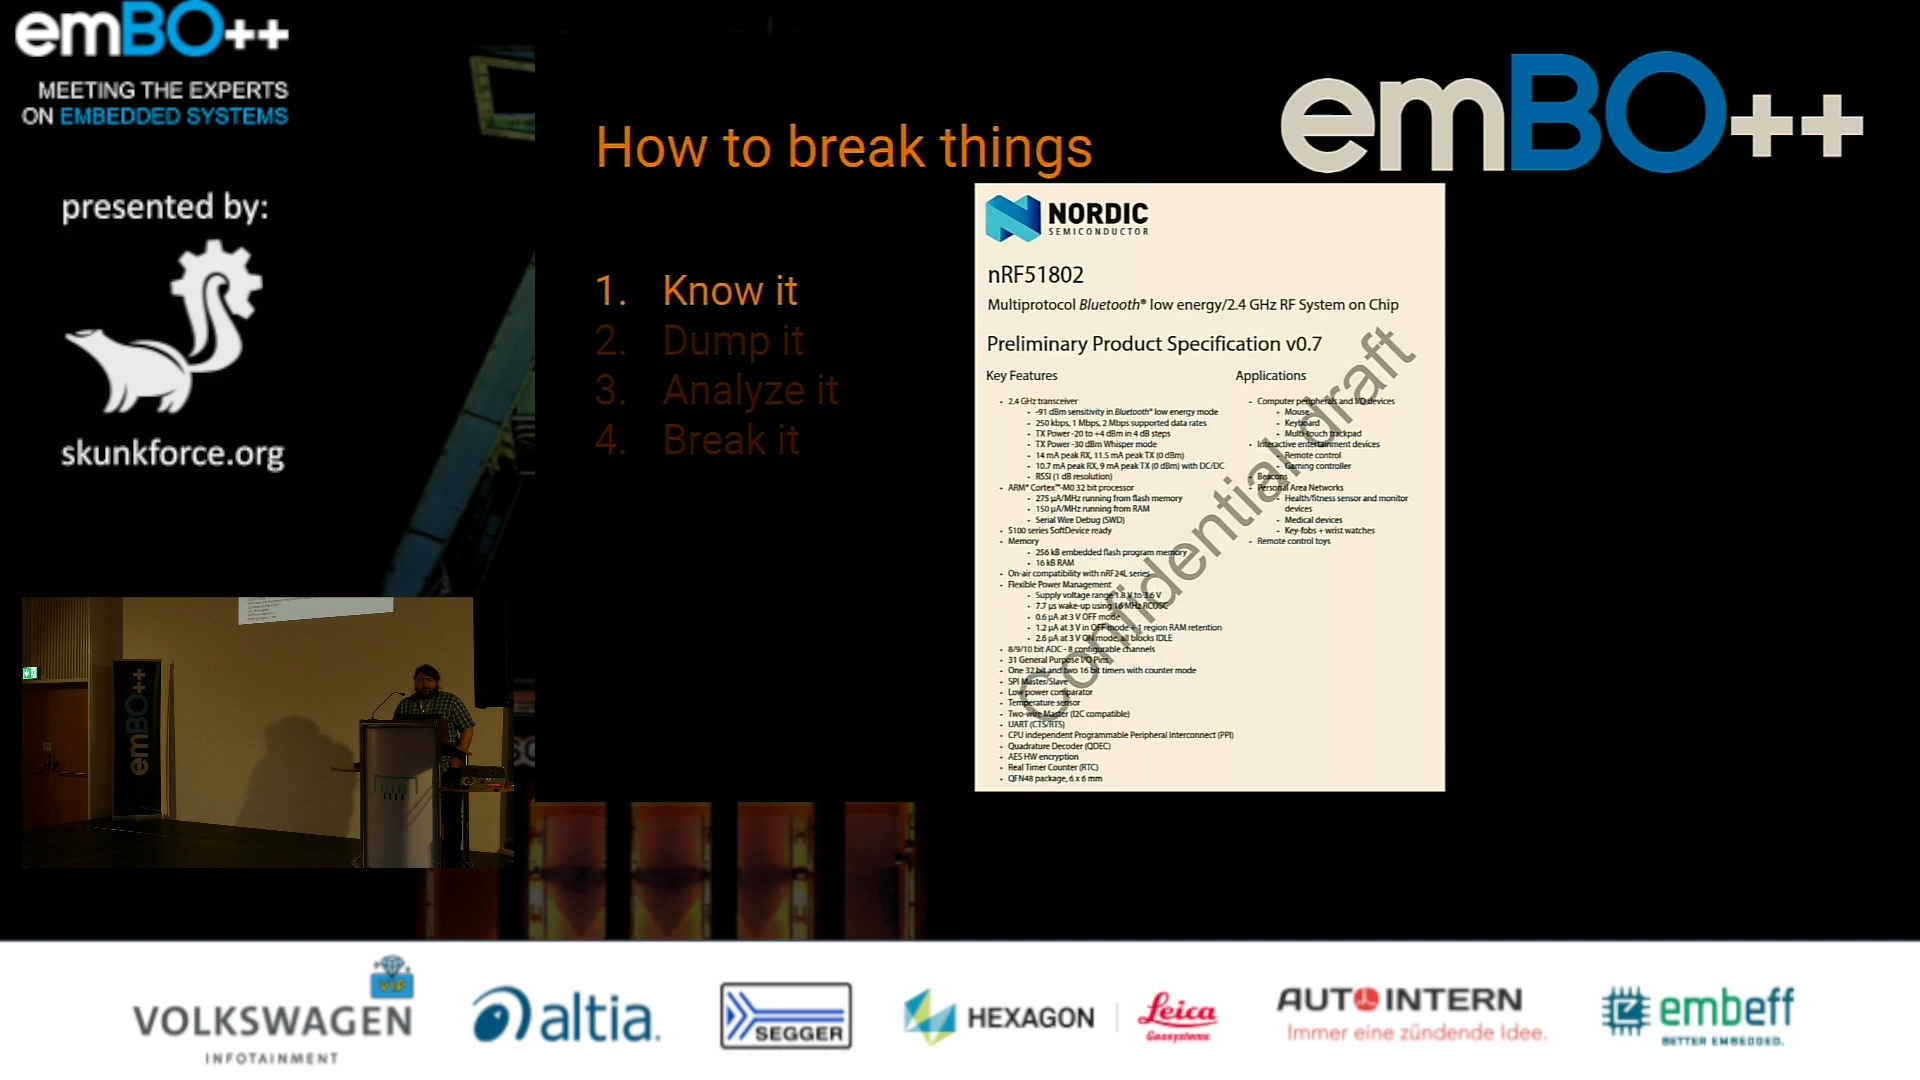 emBO++
MEETING THE EXPERTS
ON EMBEDDED SYSTEMS
presented by:
skunkforce.org
emBO++
How to break things
1. Know it
2. Dump it
3. Analyze it
4. Break it
emBO++
NORDIC
SEMICONDUCTOR
nRF51802
Multiprotocol Bluetooth® low energy/2.4 GHz RF System on Chip
Preliminary Product Specification v0.7
Key Features
- 2.4 GHz transceiver
- -91 dBm sensitivity in Bluetooth® low energy mode
- 250 kbps, 1 Mbps, 2 Mbps supported data rates
- TX Power -20 to +4 dBm in 4 dB steps
- TX Power -30 dBm Whisper mode
- 14 mA peak RX, 11.5 mA peak TX (0 dBm)
- 10.7 mA peak RX, 9 mA peak TX (0 dBm) with DC/DC
- RSSI (1 dB resolution)
- ARM® Cortex™-M0 32 bit processor
- 275 μA/MHz running from flash memory
- 150 μA/MHz running from RAM
- Serial Wire Debug (SWD)
- S100 series SoftDevice ready
- Memory
- 256 kB embedded flash program memory
- 16 kB RAM
- On-air compatibility with nRF24L series
- Flexible Power Management
- Supply voltage range 1.8 V to 3.6 V
- 7.7 μs wake-up using 16 MHz RCOSC
- 0.6 μA at 3 V OFF mode
- 1.2 μA at 3 V in OFF mode + 1 region RAM retention
- 2.6 μA at 3 V ON mode, all blocks IDLE
- 8/9/10 bit ADC - 8 configurable channels
- 31 General Purpose I/O Pins
- One 32 bit and two 16 bit timers with counter mode
- SPI Master/Slave
- Low power comparator
- Temperature sensor
- Two-wire Master (I2C compatible)
- UART (CTS/RTS)
- CPU independent Programmable Peripheral Interconnect (PPI)
- Quadrature Decoder (QDEC)
- AES HW encryption
- Real Timer Counter (RTC)
- QFN48 package, 6 x 6 mm
Applications
- Computer peripherals and I/O devices
- Mouse
- Keyboard
- Multi-touch trackpad
- Interactive entertainment devices
- Remote control
- Gaming controller
- Beacons
- Personal Area Networks
- Health/fitness sensor and monitor
devices
- Medical devices
- Key-fobs + wrist watches
- Remote control toys
Confidential draft
emBO++
VIP
VOLKSWAGEN
INFOTAINMENT
altia.
SEGGER
HEXAGON
Leica
Geosystems
AUTOINTERN
Immer eine zündende Idee.
embeff
BETTER EMBEDDED.